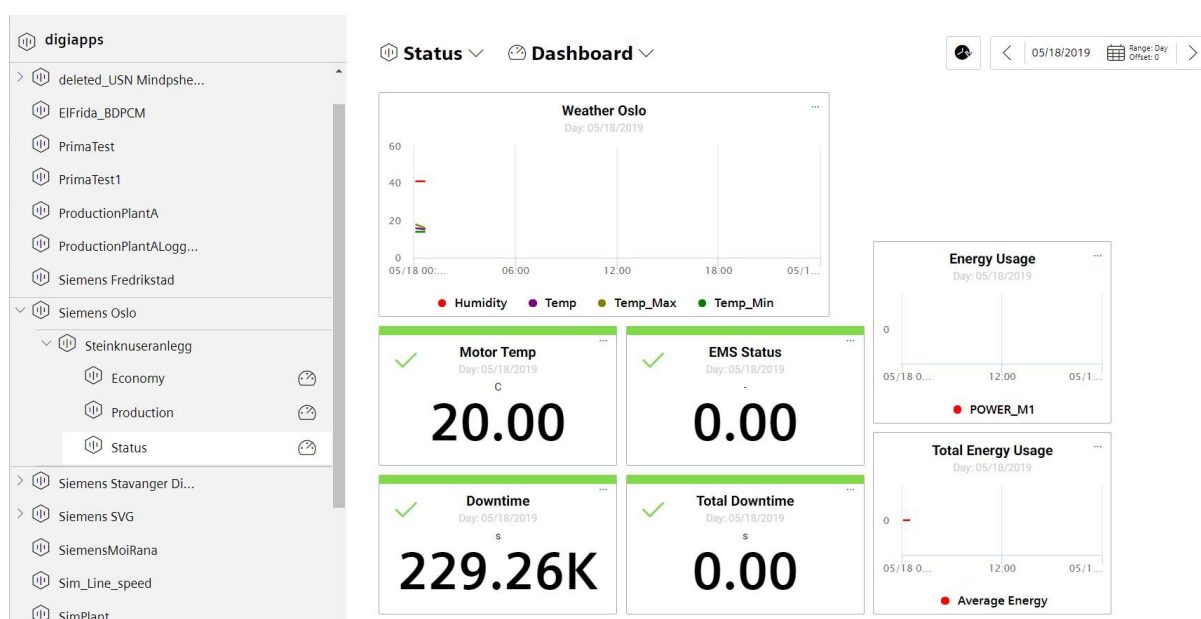 digiapps
deleted_USN Mindpshe...
ElFrida_BDPCM
PrimaTest
PrimaTest1
ProductionPlantA
ProductionPlantALogg...
Siemens Fredrikstad
Siemens Oslo
Steinknuseranlegg
Economy
Production
Status
Siemens Stavanger Di...
Siemens SVG
SiemensMoiRana
Sim_Line_speed
SimPlant
Status Dashboard
05/18/2019
Range: Day
Offset: 0
Weather Oslo
...
Day: 05/18/2019
60
40
20
0
05/18 00:... 06:00 12:00 18:00 05/1...
Humidity Temp Temp_Max Temp_Min
Motor Temp
...
Day: 05/18/2019
C
20.00
EMS Status
...
Day: 05/18/2019
-
0.00
Downtime
...
Day: 05/18/2019
s
229.26K
Total Downtime
...
Day: 05/18/2019
s
0.00
Energy Usage
...
Day: 05/18/2019
0
05/18 0... 12:00 05/1...
POWER_M1
Total Energy Usage
...
Day: 05/18/2019
0
05/18 0... 12:00 05/1...
Average Energy